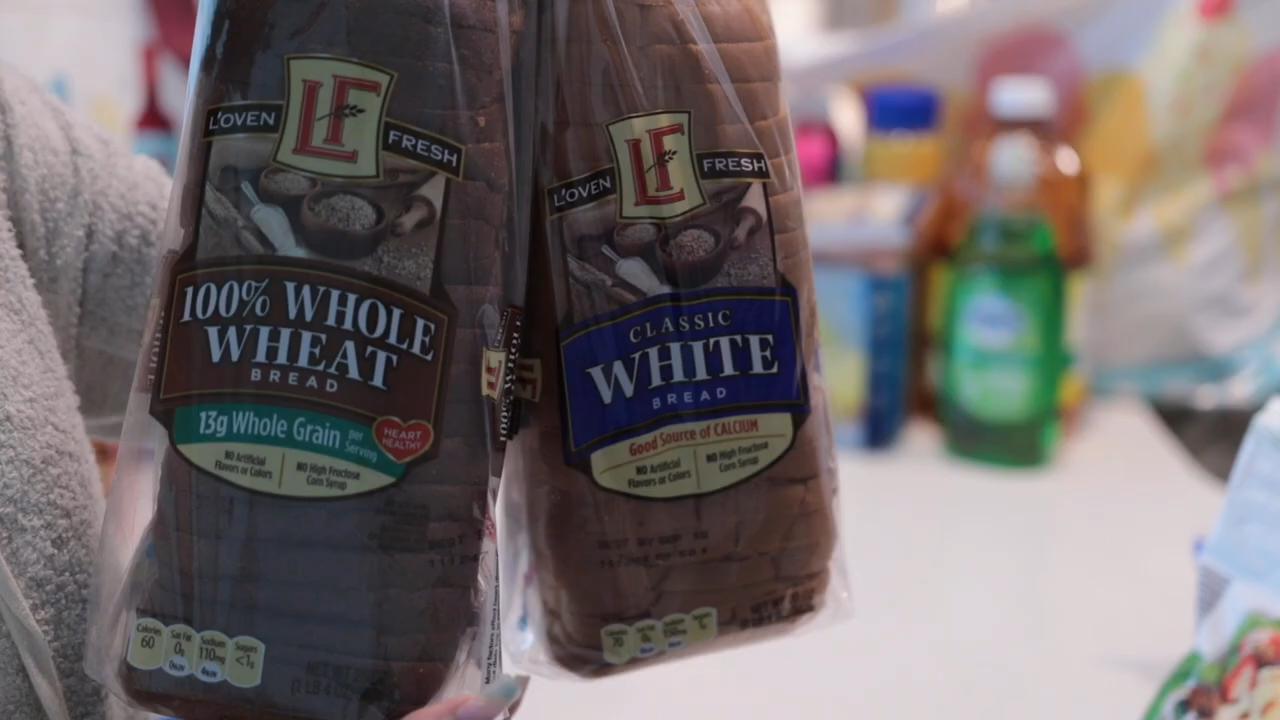 L'OVEN
LF
FRESH
100% WHOLE
WHEAT
BREAD
13g Whole Grain per
Serving
HEART
HEALTHY
NO Artificial
Flavors or Colors
NO High Fructose
Corn Syrup
Calories
60
Sat Fat
0g
Sodium
110mg
Sugars
<1g
L'OVEN
LF
FRESH
CLASSIC
WHITE
BREAD
Good Source of CALCIUM
NO Artificial
Flavors or Colors
NO High Fructose
Corn Syrup
70